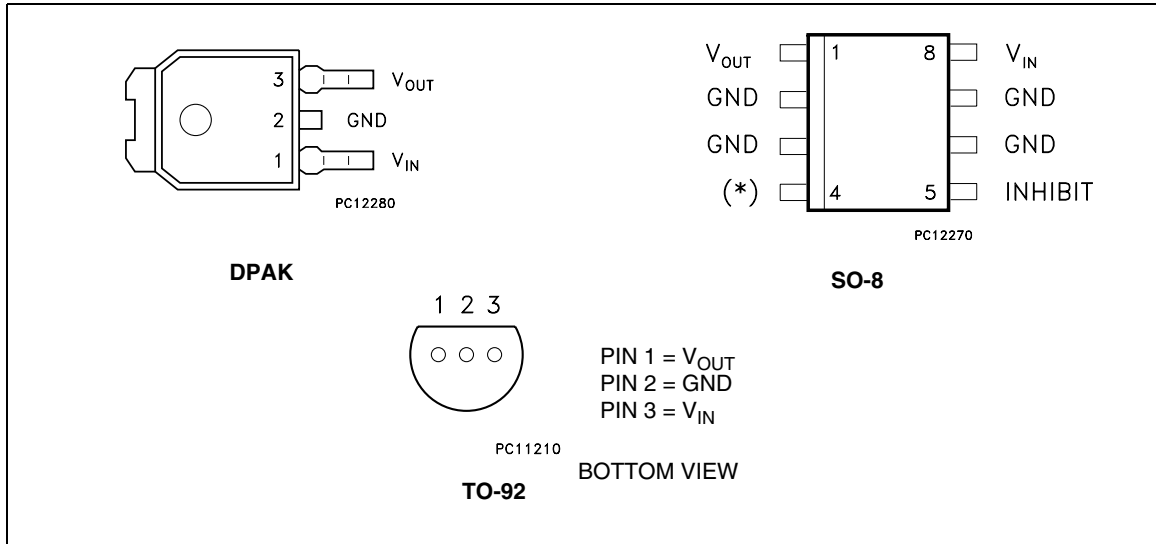 3 V_OUT
2 GND
1 V_IN
PC12280
DPAK
V_OUT 1 8 V_IN
GND GND
GND GND
(*) 4 5 INHIBIT
PC12270
SO-8
1 2 3
PIN 1 = V_OUT
PIN 2 = GND
PIN 3 = V_IN
PC11210
BOTTOM VIEW
TO-92